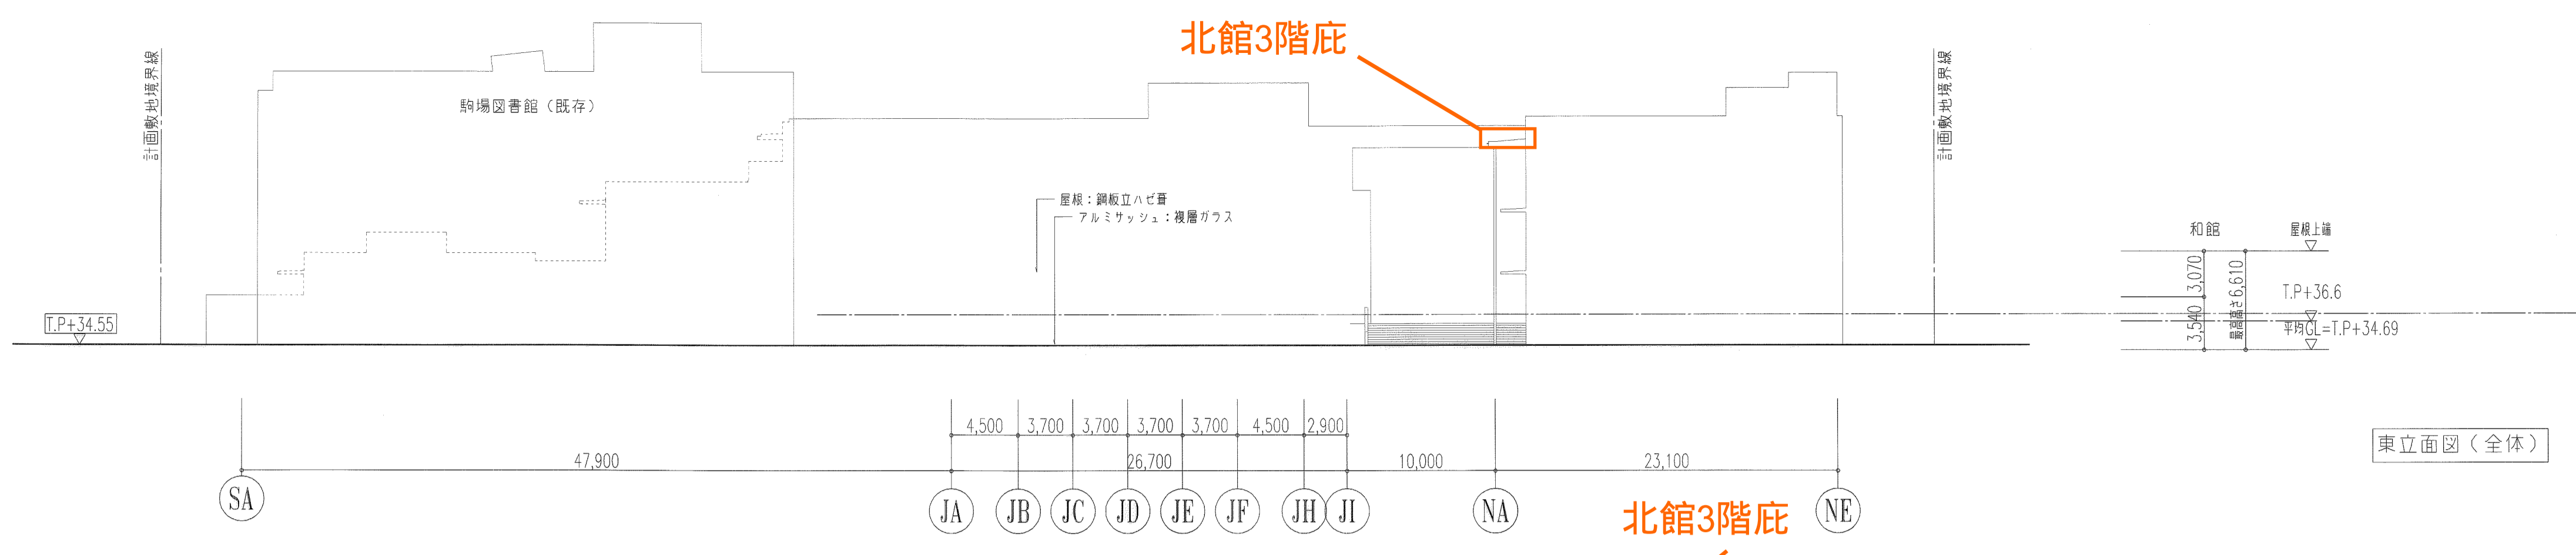 北館3階庇
計画敷地境界線
駒場図書館（既存）
計画敷地境界線
屋根：鋼板立ハゼ葺
アルミサッシュ：複層ガラス
和館
屋根上端
3,070
3,540
最高高さ6,610
T.P+36.6
平均GL=T.P+34.69
T.P+34.55
4,500
3,700
3,700
3,700
3,700
4,500
2,900
47,900
26,700
10,000
23,100
東立面図（全体）
SA
JA
JB
JC
JD
JE
JF
JH
JI
NA
NE
北館3階庇